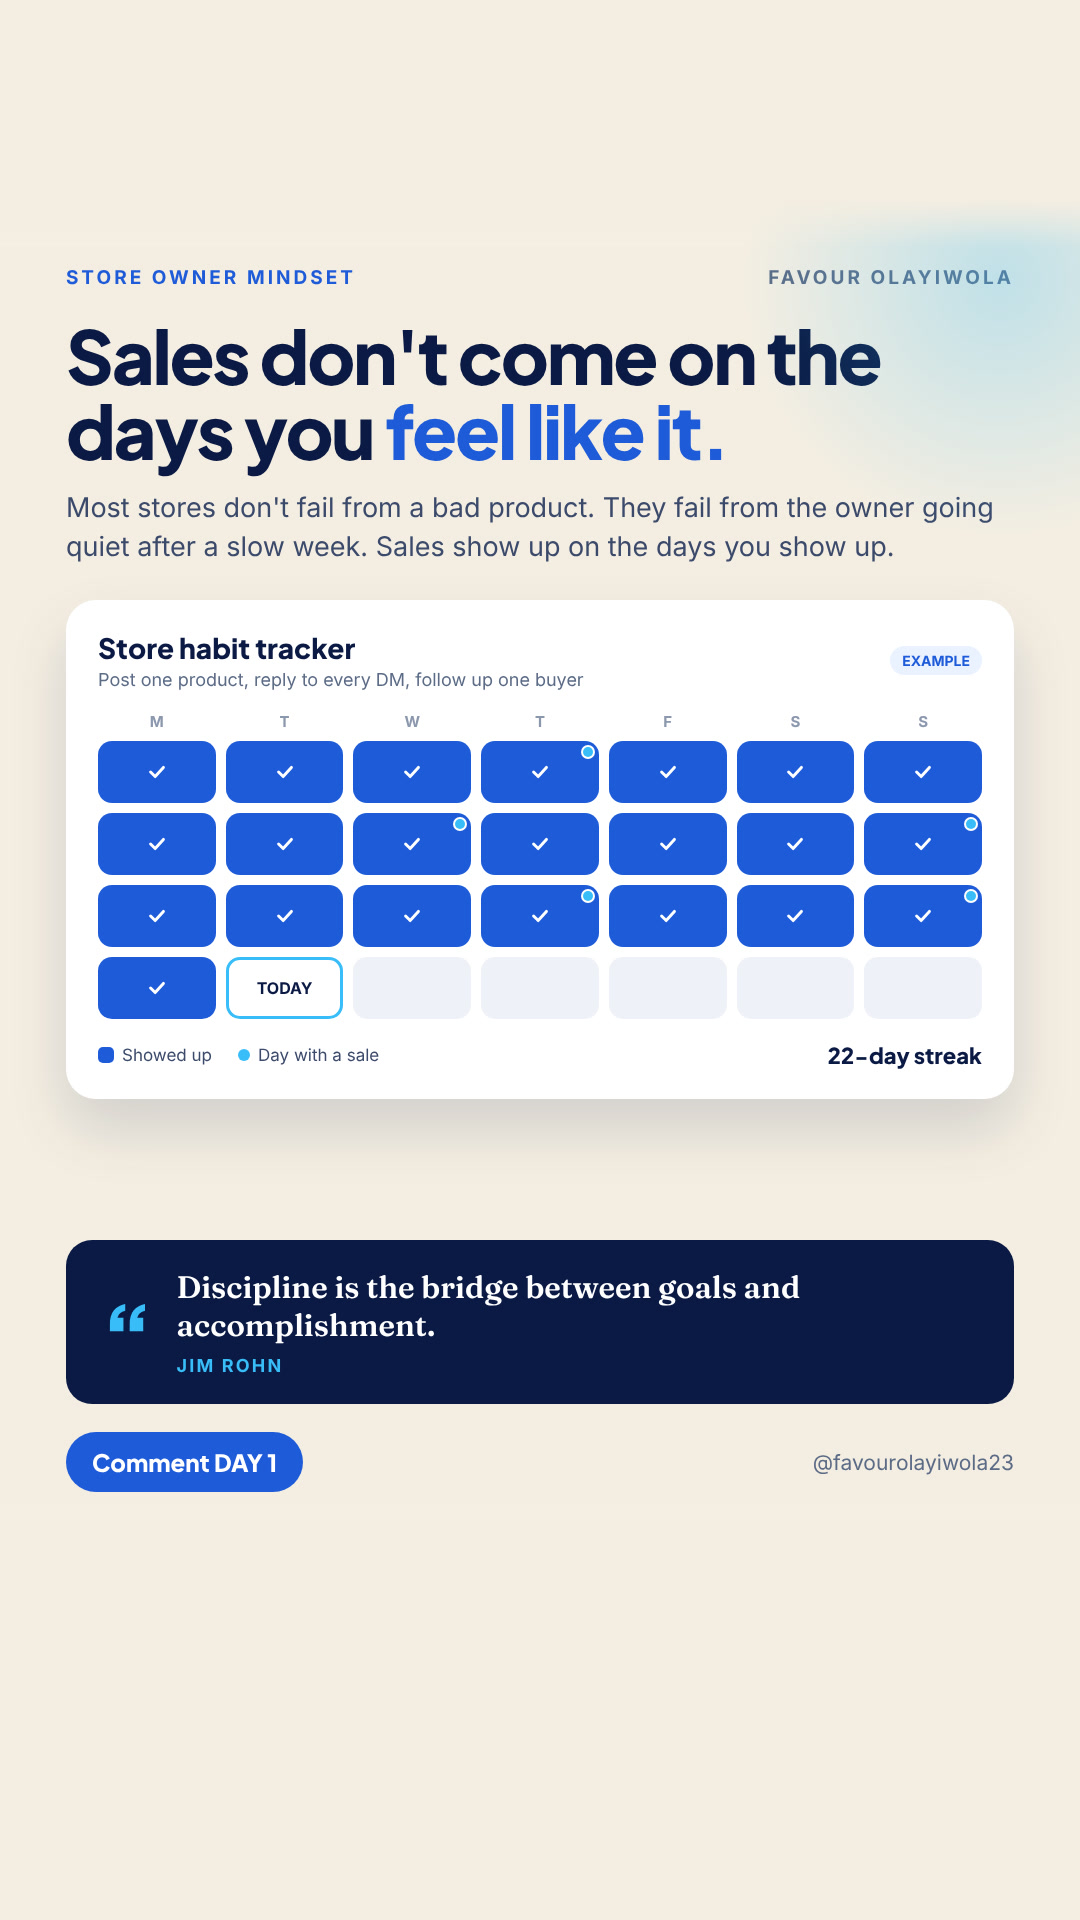 STORE OWNER MINDSET
FAVOUR OLAYIWOLA
Sales don't come on the
days you feel like it.
Most stores don't fail from a bad product. They fail from the owner going
quiet after a slow week. Sales show up on the days you show up.
Store habit tracker
Post one product, reply to every DM, follow up one buyer
EXAMPLE
M T W T F S S
TODAY
Showed up
Day with a sale
22-day streak
“
Discipline is the bridge between goals and
accomplishment.
JIM ROHN
Comment DAY 1
@favourolayiwola23